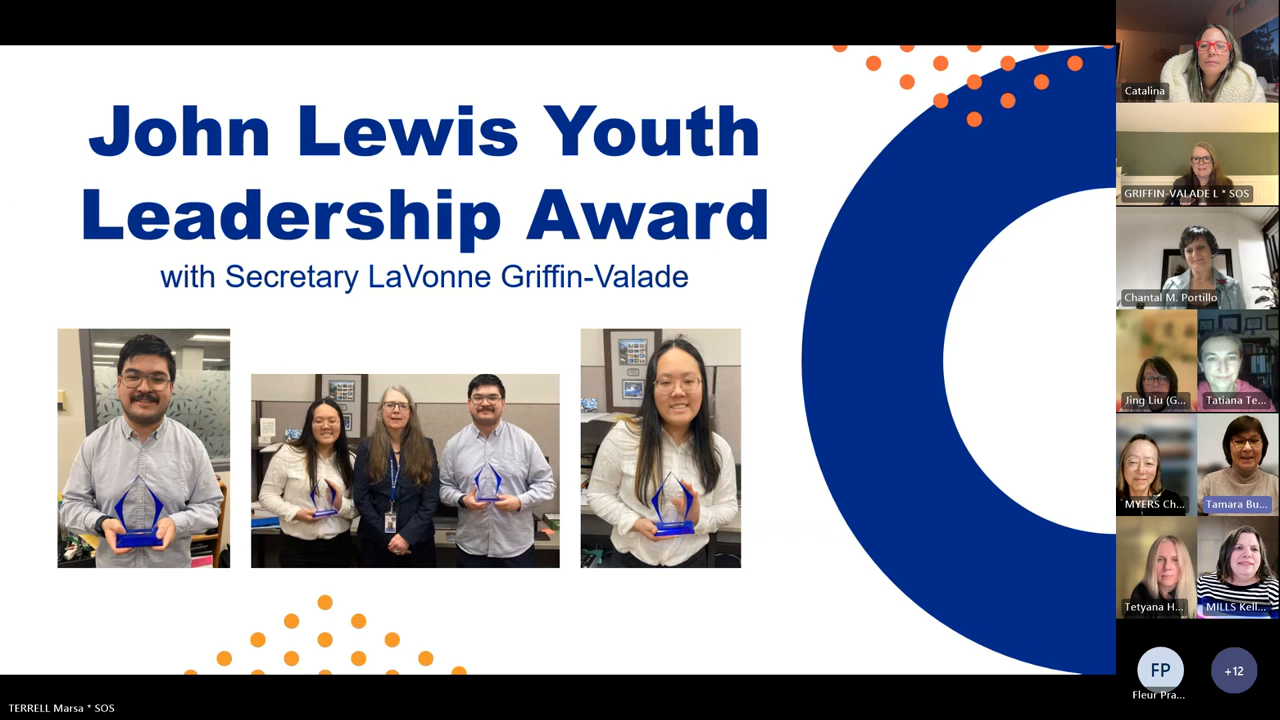 John Lewis Youth
Leadership Award
with Secretary LaVonne Griffin-Valade
Catalina
GRIFFIN-VALADE L * SOS
Chantal M. Portillo
Jing Liu (G...
Tatiana Te...
MYERS Ch...
Tamara Bu...
Tetyana H...
MILLS Kell...
FP
Fleur Pra...
+12
TERRELL Marsa * SOS